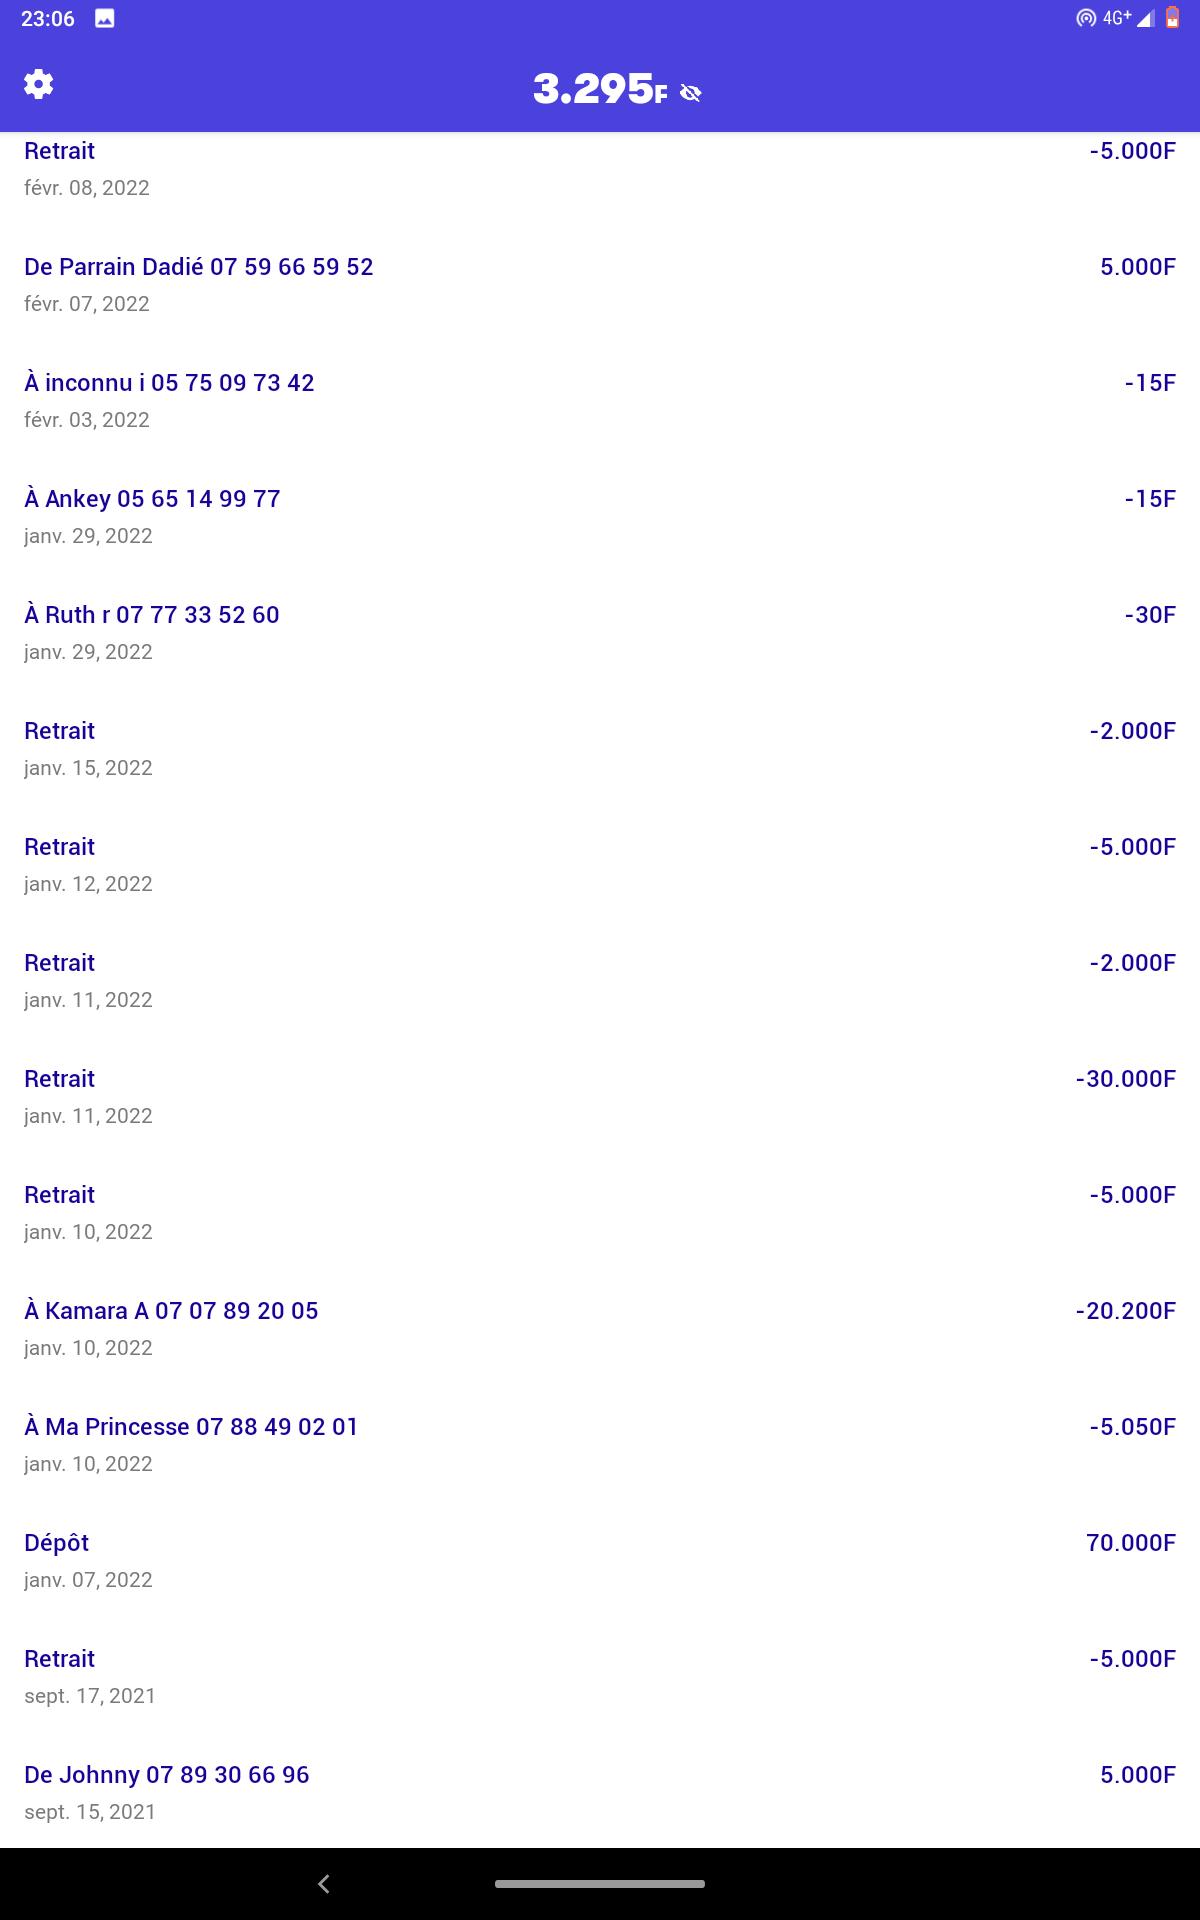 23:06 4G+
3.295F
Retrait -5.000F
févr. 08, 2022
De Parrain Dadié 07 59 66 59 52 5.000F
févr. 07, 2022
À inconnu i 05 75 09 73 42 -15F
févr. 03, 2022
À Ankey 05 65 14 99 77 -15F
janv. 29, 2022
À Ruth r 07 77 33 52 60 -30F
janv. 29, 2022
Retrait -2.000F
janv. 15, 2022
Retrait -5.000F
janv. 12, 2022
Retrait -2.000F
janv. 11, 2022
Retrait -30.000F
janv. 11, 2022
Retrait -5.000F
janv. 10, 2022
À Kamara A 07 07 89 20 05 -20.200F
janv. 10, 2022
À Ma Princesse 07 88 49 02 01 -5.050F
janv. 10, 2022
Dépôt 70.000F
janv. 07, 2022
Retrait -5.000F
sept. 17, 2021
De Johnny 07 89 30 66 96 5.000F
sept. 15, 2021